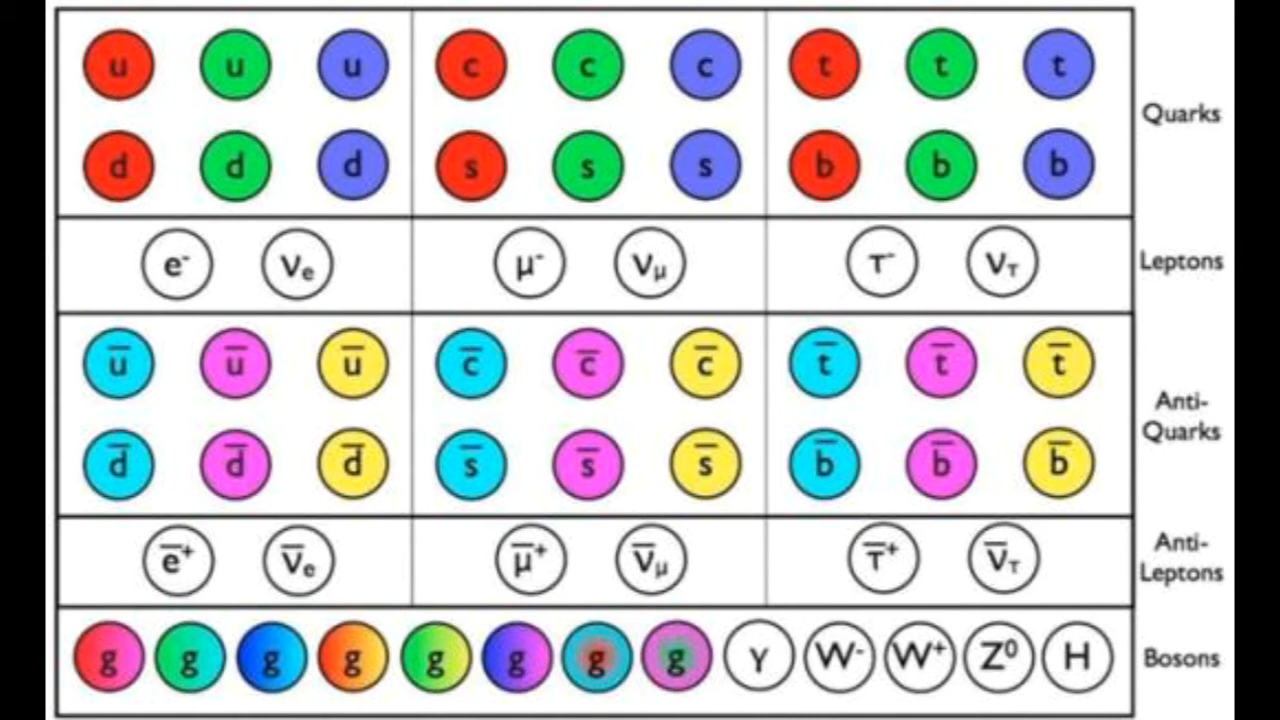 u u u c c c t t t
Quarks
d d d s s s b b b
e⁻ νₑ μ⁻ ν_μ τ⁻ ν_τ
Leptons
u̅ u̅ u̅ c̅ c̅ c̅ t̅ t̅ t̅
Anti-
Quarks
d̅ d̅ d̅ s̅ s̅ s̅ b̅ b̅ b̅
e̅⁺ ν̅ₑ μ̅⁺ ν̅_μ τ̅⁺ ν̅_τ
Anti-
Leptons
g g g g g g g g γ W⁻ W⁺ Z⁰ H
Bosons